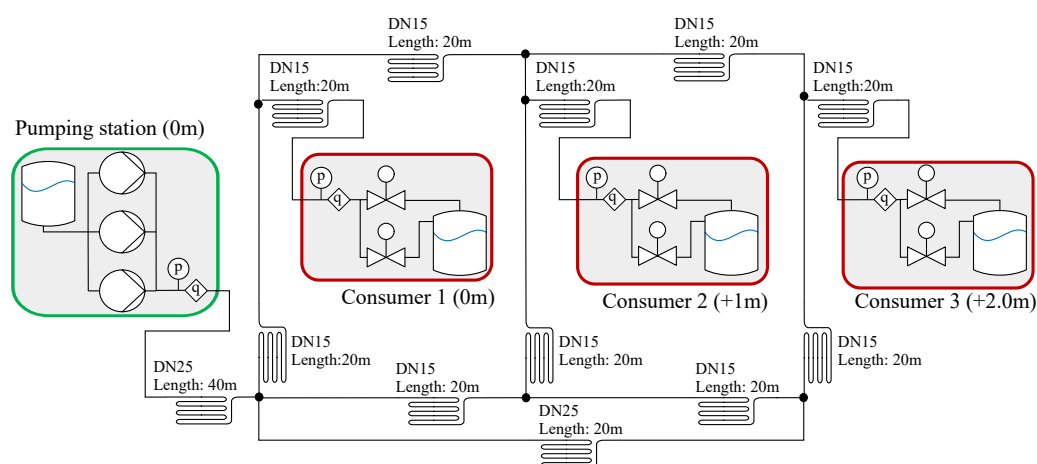 DN15
Length: 20m
DN15
Length: 20m
DN15
Length:20m
DN15
Length: 20m
DN15
Length: 20m
Pumping station (0m)
p
q
p
q
p
q
p
q
Consumer 1 (0m)
Consumer 2 (+1m)
Consumer 3 (+2.0m)
DN15
Length:20m
DN15
Length: 20m
DN15
Length: 20m
DN25
Length: 40m
DN15
Length: 20m
DN15
Length: 20m
DN25
Length: 20m